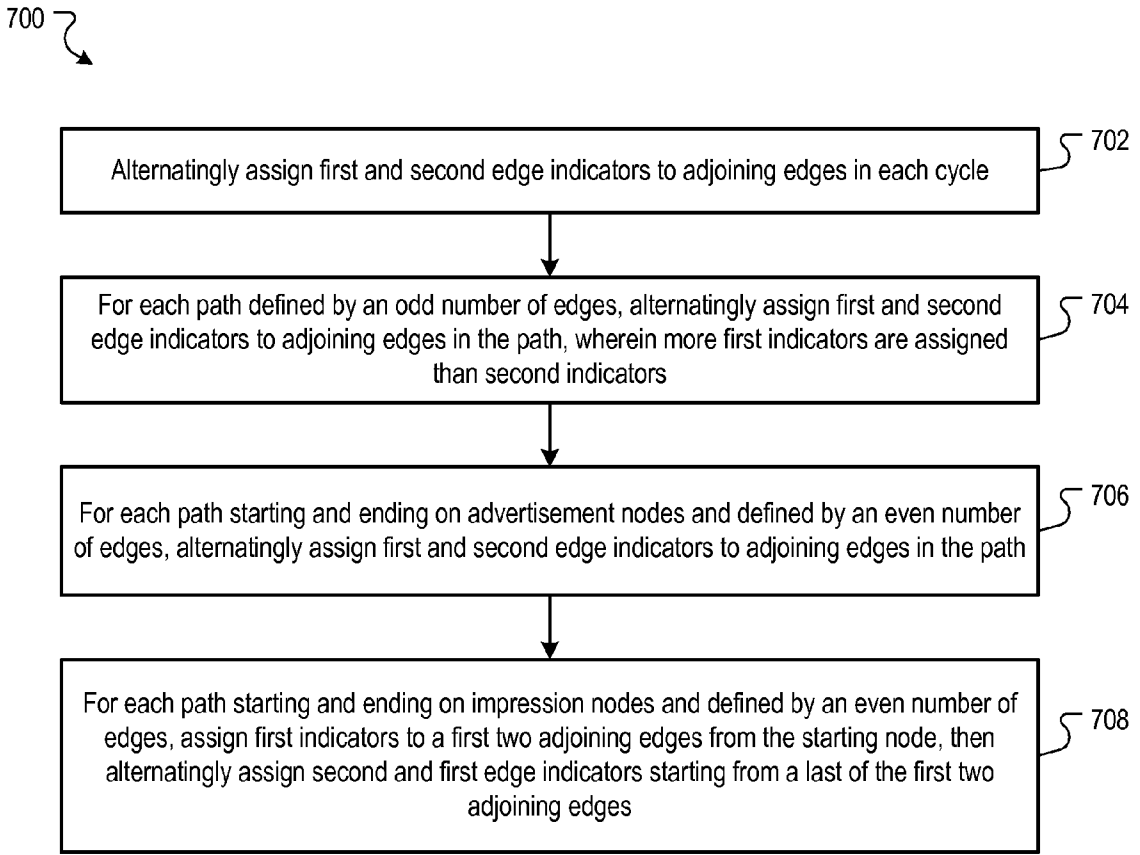 700
Alternatingly assign first and second edge indicators to adjoining edges in each cycle
702
For each path defined by an odd number of edges, alternatingly assign first and second
edge indicators to adjoining edges in the path, wherein more first indicators are assigned
than second indicators
704
For each path starting and ending on advertisement nodes and defined by an even number
of edges, alternatingly assign first and second edge indicators to adjoining edges in the path
706
For each path starting and ending on impression nodes and defined by an even number of
edges, assign first indicators to a first two adjoining edges from the starting node, then
alternatingly assign second and first edge indicators starting from a last of the first two
adjoining edges
708